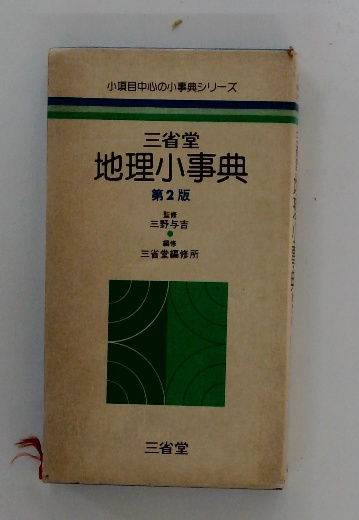 小項目中心の小事典シリーズ
三省堂
地理小事典
第2版
監修
三野与吉
編修
三省堂編修所
三省堂